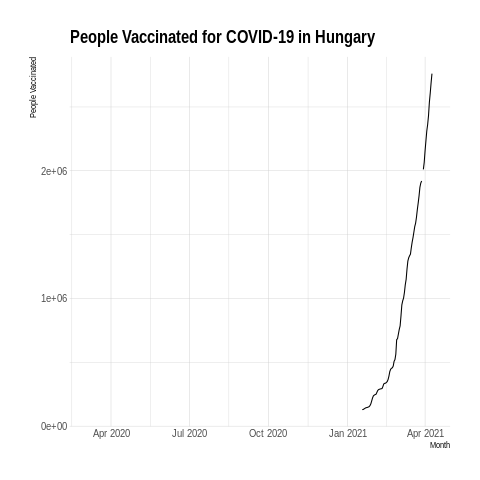 People Vaccinated for COVID-19 in Hungary
People Vaccinated
2e+06
1e+06
0e+00
Apr 2020 Jul 2020 Oct 2020 Jan 2021 Apr 2021
Month